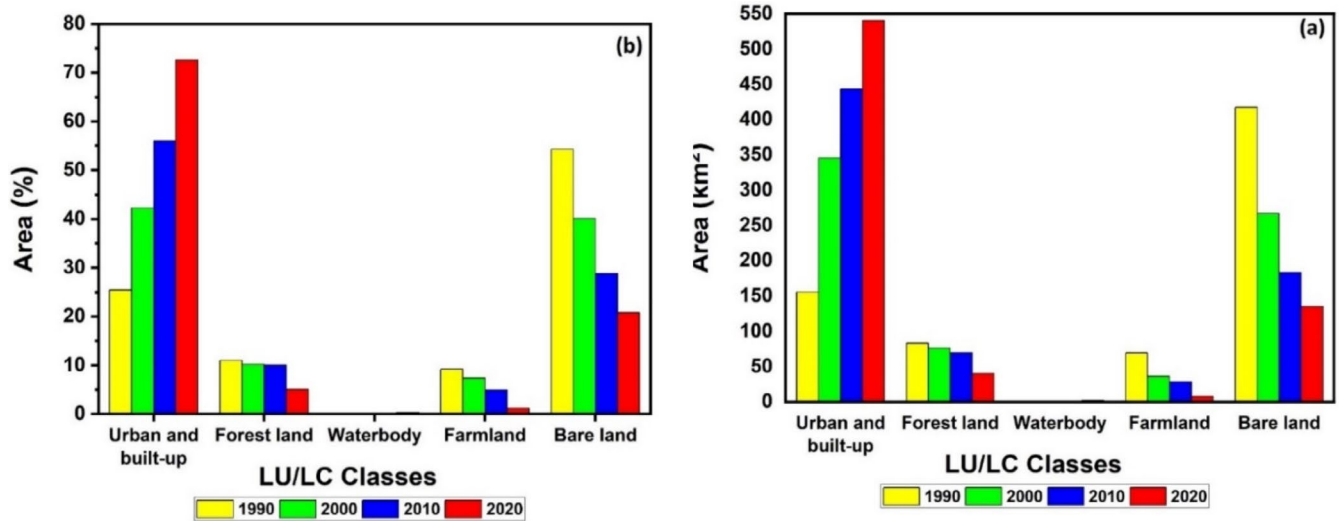 (b)
Area (%)
80
70
60
50
40
30
20
10
0
Urban and built-up
Forest land
Waterbody
Farmland
Bare land
LU/LC Classes
1990 2000 2010 2020
(a)
Area (km²)
550
500
450
400
350
300
250
200
150
100
50
0
Urban and built-up
Forest land
Waterbody
Farmland
Bare land
LU/LC Classes
1990 2000 2010 2020